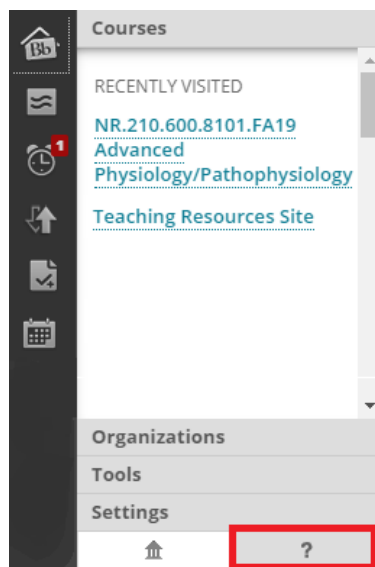 Courses
Bb
RECENTLY VISITED
NR.210.600.8101.FA19
Advanced
Physiology/Pathophysiology
1
Teaching Resources Site
Organizations
Tools
Settings
?